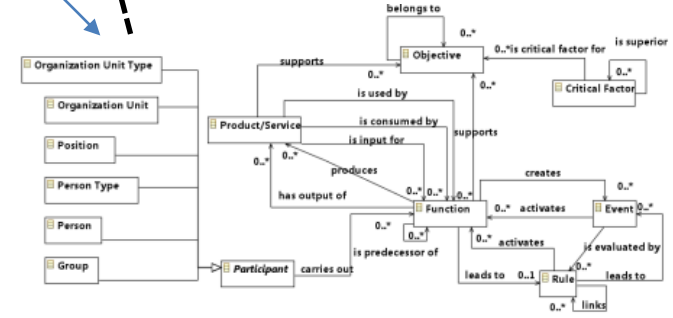 belongs to
0..*
Objective
0..*
is critical factor for
is superior
0..*
Critical Factor
supports
0..*
0..*
is used by
Organization Unit Type
Organization Unit
Position
Person Type
Person
Group
Product/Service
is consumed by
is input for
supports
0..*
0..*
produces
has output of
0..*
0..*
0..*
creates
0..*
Function
0..*
activates
Event
0..*
0..*
0..*
is predecessor of
0..*
activates
is evaluated by
Participant
carries out
leads to
0..1
Rule
0..*
leads to
0..*
links